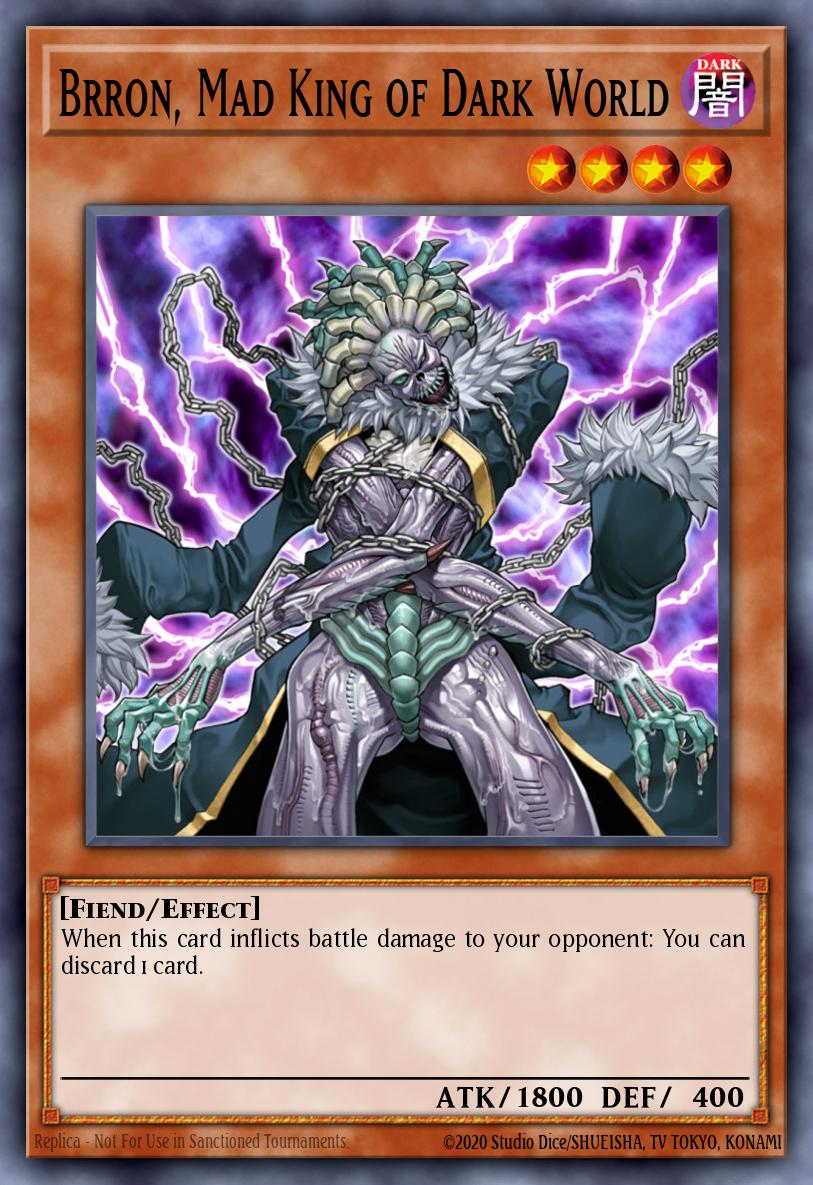 Brron, Mad King of Dark World
DARK
闇
[Fiend/Effect]
When this card inflicts battle damage to your opponent: You can
discard 1 card.
ATK/1800 DEF/ 400
Replica - Not For Use in Sanctioned Tournaments.
©2020 Studio Dice/SHUEISHA, TV TOKYO, KONAMI